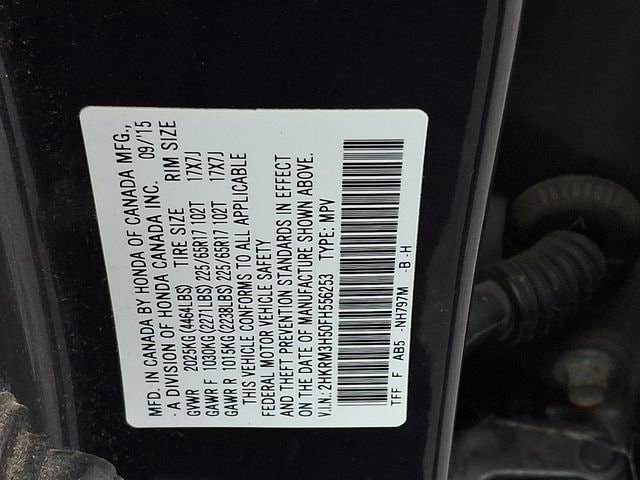 MFD. IN CANADA BY HONDA OF CANADA MFG.,
A DIVISION OF HONDA CANADA INC. 09/15
GVWR 2025KG (4464LBS) TIRE SIZE RIM SIZE
GAWR F 1030KG (2271LBS) 225/65R17 102T 17X7J
GAWR R 1015KG (2238LBS) 225/65R17 102T 17X7J
THIS VEHICLE CONFORMS TO ALL APPLICABLE
FEDERAL MOTOR VEHICLE SAFETY
AND THEFT PREVENTION STANDARDS IN EFFECT
ON THE DATE OF MANUFACTURE SHOWN ABOVE.
V.I.N.: 2HKRM3H50FH556253 TYPE: MPV
TFF F AB5 -NH797M -B -H